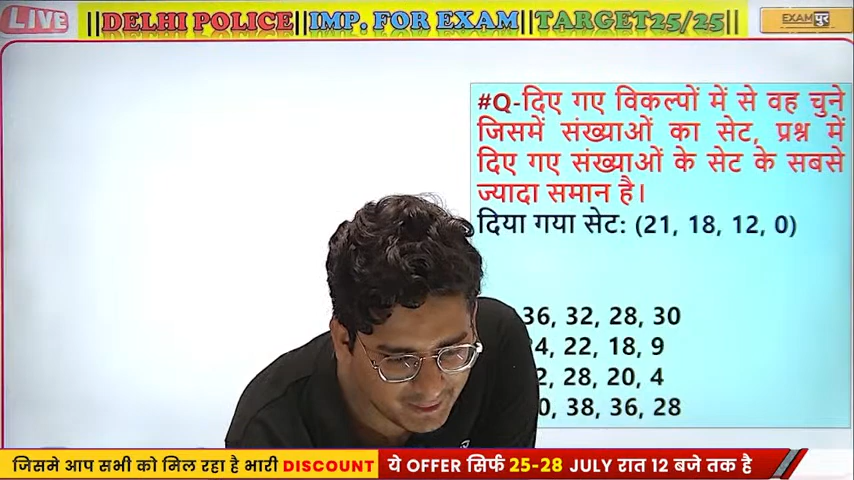 LIVE ||DELHI POLICE||IMP. FOR EXAM||TARGET25/25|| EXAMपुर
#Q-दिए गए विकल्पों में से वह चुने
जिसमें संख्याओं का सेट, प्रश्न में
दिए गए संख्याओं के सेट के सबसे
ज्यादा समान है।
दिया गया सेट: (21, 18, 12, 0)
36, 32, 28, 30
22, 18, 9
28, 20, 4
38, 36, 28
जिसमे आप सभी को मिल रहा है भारी DISCOUNT ये OFFER सिर्फ 25-28 JULY रात 12 बजे तक है